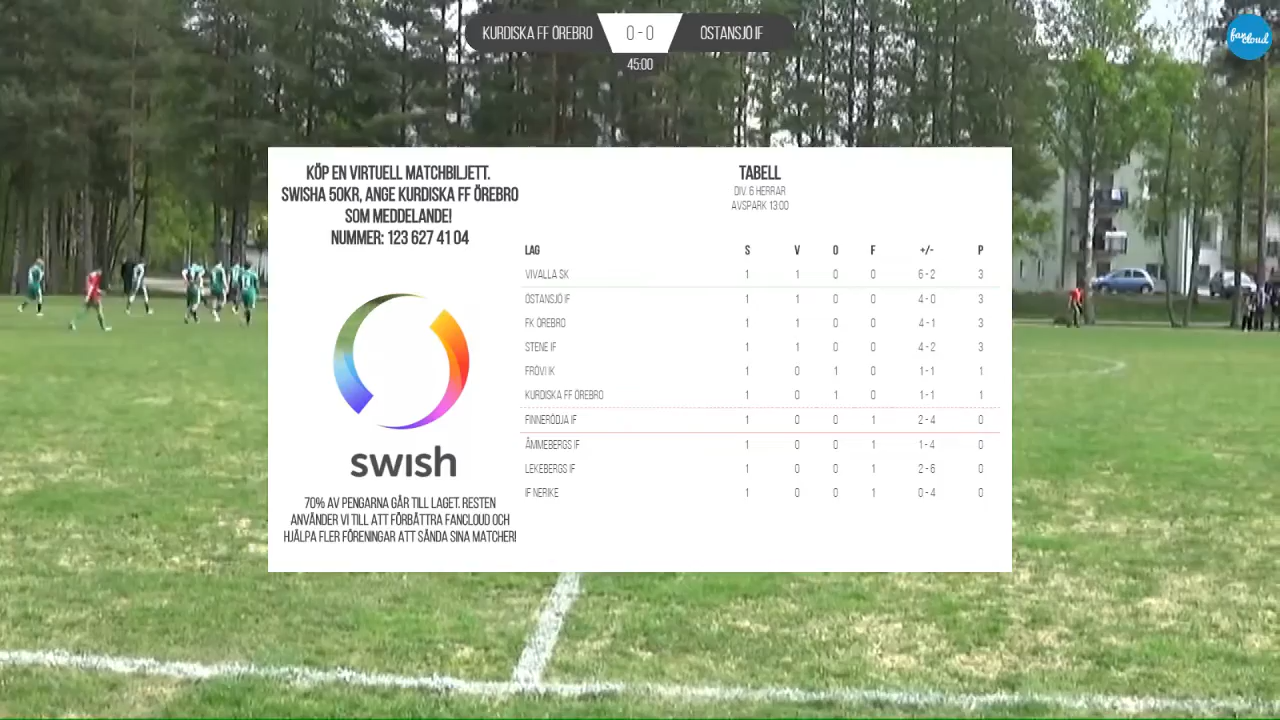 KURDISKA FF ÖREBRO 0 - 0 ÖSTANSJÖ IF
45:00
fan cloud
KÖP EN VIRTUELL MATCHBILJETT.
SWISHA 50KR, ANGE KURDISKA FF ÖREBRO
SOM MEDDELANDE!
NUMMER: 123 627 41 04
swish
70% AV PENGARNA GÅR TILL LAGET. RESTEN
ANVÄNDER VI TILL ATT FÖRBÄTTRA FANCLOUD OCH
HJÄLPA FLER FÖRENINGAR ATT SÄNDA SINA MATCHER!
TABELL
DIV. 6 HERRAR
AVSPARK 13:00
LAG S V O F +/- P
VIVALLA SK 1 1 0 0 6 - 2 3
ÖSTANSJÖ IF 1 1 0 0 4 - 0 3
FK ÖREBRO 1 1 0 0 4 - 1 3
STENE IF 1 1 0 0 4 - 2 3
FRÖVI IK 1 0 1 0 1 - 1 1
KURDISKA FF ÖREBRO 1 0 1 0 1 - 1 1
FINNERÖDJA IF 1 0 0 1 2 - 4 0
ÅMMEBERGS IF 1 0 0 1 1 - 4 0
LEKEBERGS IF 1 0 0 1 2 - 6 0
IF NERIKE 1 0 0 1 0 - 4 0